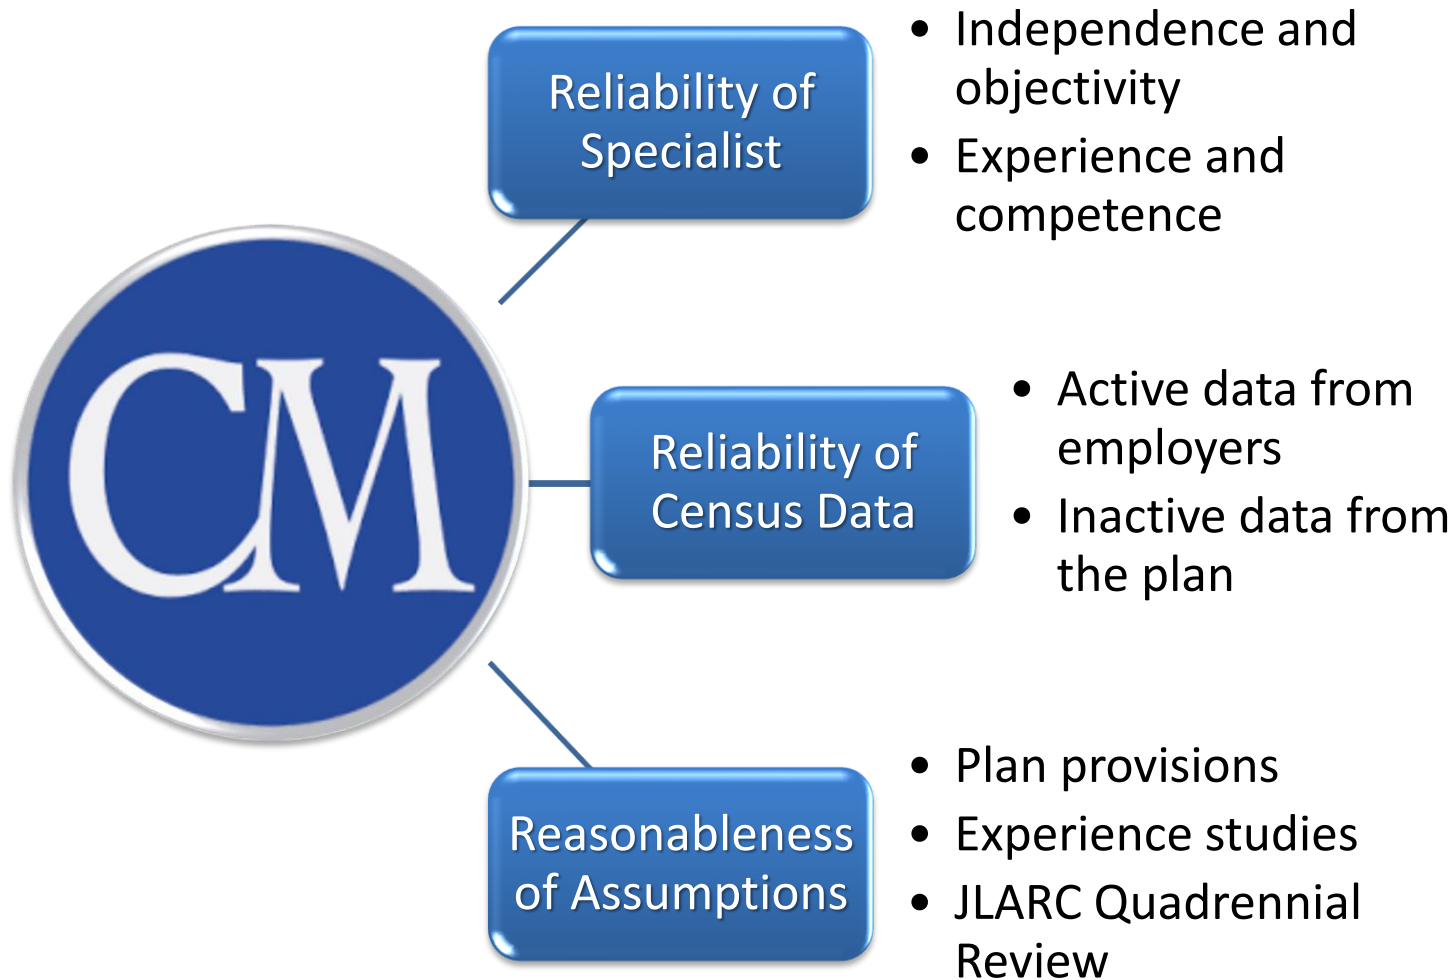 CM
Reliability of
Specialist
• Independence and
objectivity
• Experience and
competence
Reliability of
Census Data
• Active data from
employers
• Inactive data from
the plan
Reasonableness
of Assumptions
• Plan provisions
• Experience studies
• JLARC Quadrennial
Review